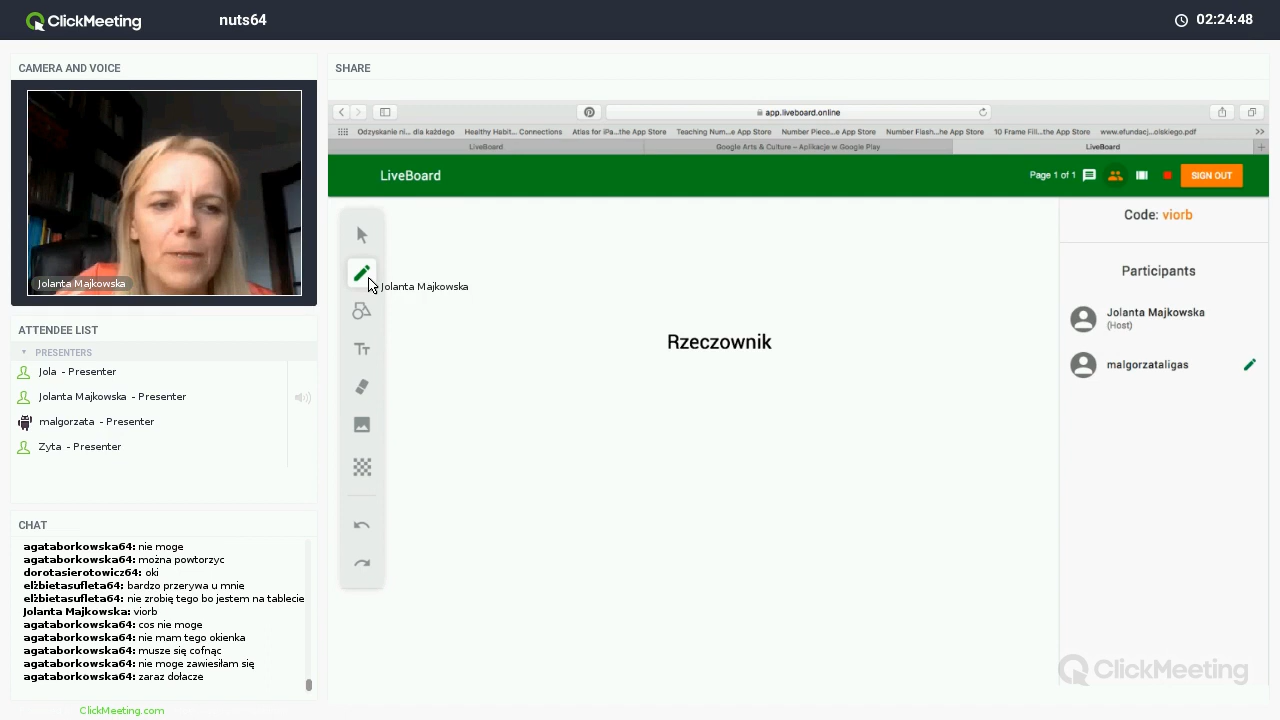 ClickMeeting
nuts64
02:24:48
CAMERA AND VOICE
Jolanta Majkowska
ATTENDEE LIST
PRESENTERS
Jola - Presenter
Jolanta Majkowska - Presenter
malgorzata - Presenter
Zyta - Presenter
CHAT
agataborkowska64: nie moge
agataborkowska64: można powtorzyc
dorotasierotowicz64: oki
elżbietasufleta64: bardzo przerywa u mnie
elżbietasufleta64: nie zrobię tego bo jestem na tablecie
Jolanta Majkowska: viorb
agataborkowska64: cos nie moge
agataborkowska64: nie mam tego okienka
agataborkowska64: musze się cofnąc
agataborkowska64: nie moge zawiesiłam się
agataborkowska64: zaraz dołacze
ClickMeeting.com
SHARE
app.liveboard.online
Odzyskanie ni... dla każdego Healthy Habit... Connections Atlas for iPa...the App Store Teaching Num...e App Store Number Piece...e App Store Number Flash...he App Store 10 Frame Fill...the App Store www.efundacj...olskiego.pdf
LiveBoard Google Arts & Culture – Aplikacje w Google Play LiveBoard
LiveBoard Page 1 of 1 SIGN OUT
Code: viorb
Participants
Jolanta Majkowska
(Host)
malgorzataligas
Tт
Jolanta Majkowska
Rzeczownik
ClickMeeting